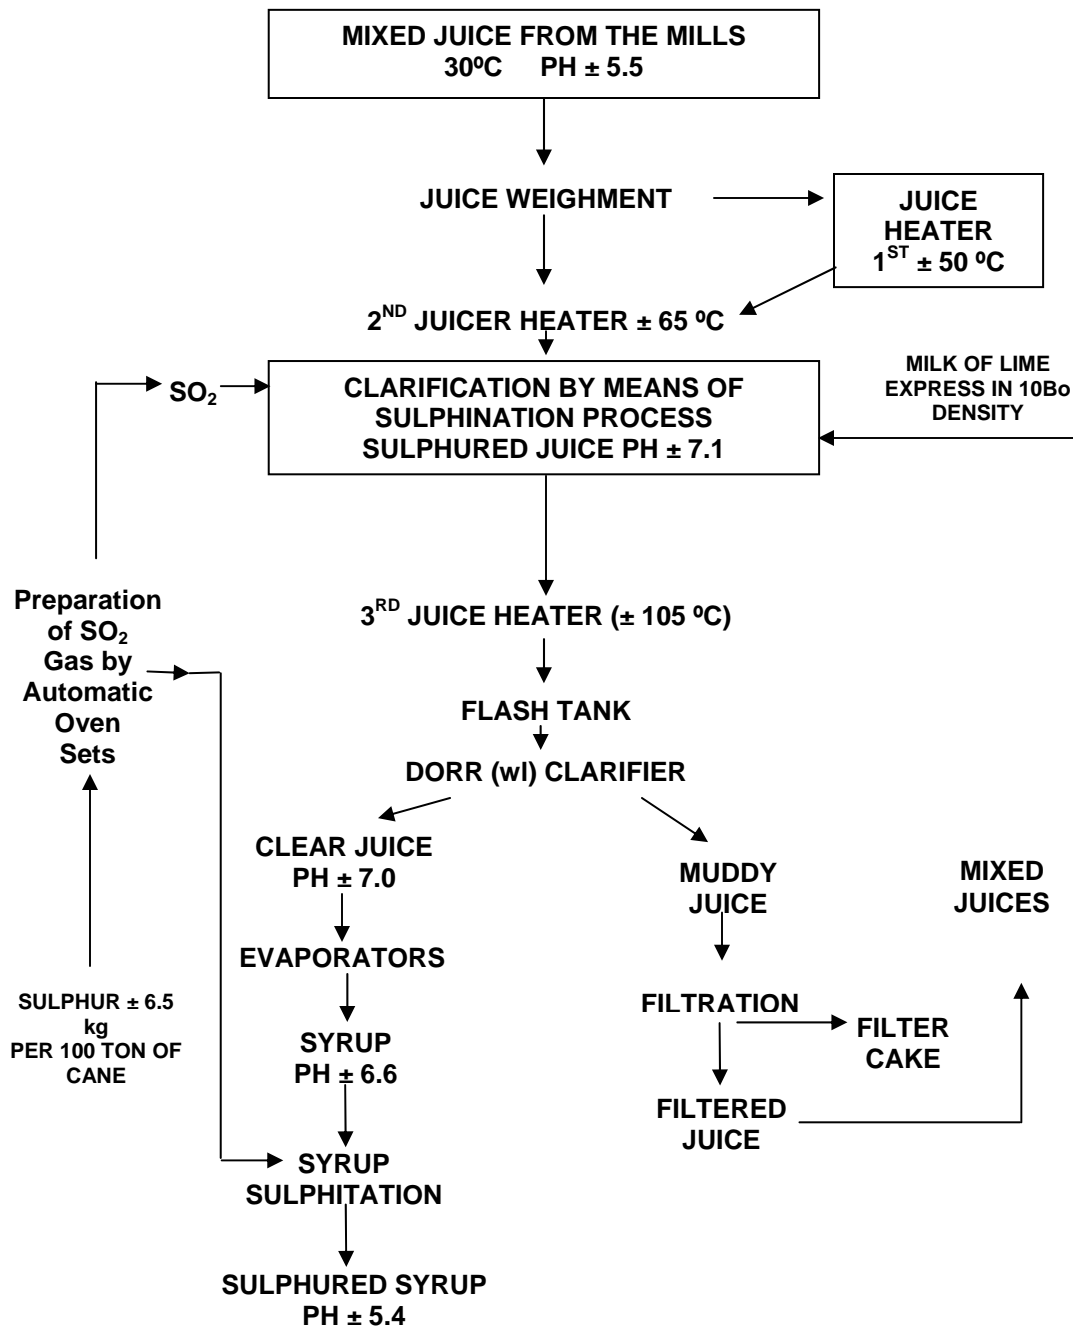 MIXED JUICE FROM THE MILLS
30ºC PH ± 5.5
JUICE WEIGHMENT
JUICE
HEATER
1ST ± 50 ºC
2ND JUICER HEATER ± 65 ºC
SO2
CLARIFICATION BY MEANS OF
SULPHINATION PROCESS
SULPHURED JUICE PH ± 7.1
MILK OF LIME
EXPRESS IN 10Bo
DENSITY
Preparation
of SO2
Gas by
Automatic
Oven
Sets
3RD JUICE HEATER (± 105 ºC)
FLASH TANK
DORR (wl) CLARIFIER
CLEAR JUICE
PH ± 7.0
MUDDY
JUICE
MIXED
JUICES
EVAPORATORS
FILTRATION
FILTER
CAKE
SULPHUR ± 6.5
kg
PER 100 TON OF
CANE
SYRUP
PH ± 6.6
FILTERED
JUICE
SYRUP
SULPHITATION
SULPHURED SYRUP
PH ± 5.4